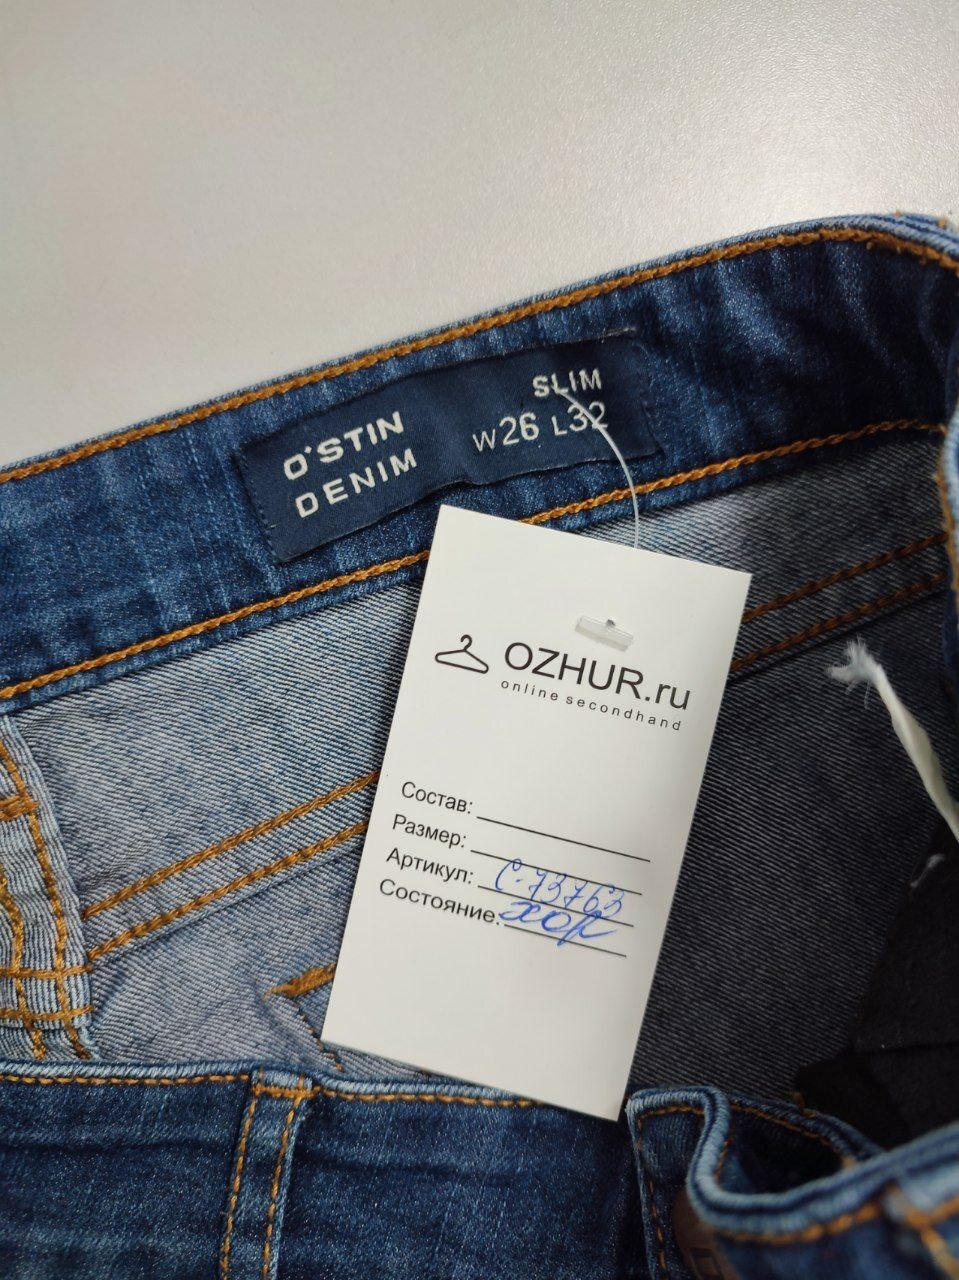 O'STIN
DENIM
SLIM
W26 L32
OZHUR.ru
online secondhand
Состав:
Размер:
Артикул: С-73763
Состояние: хор